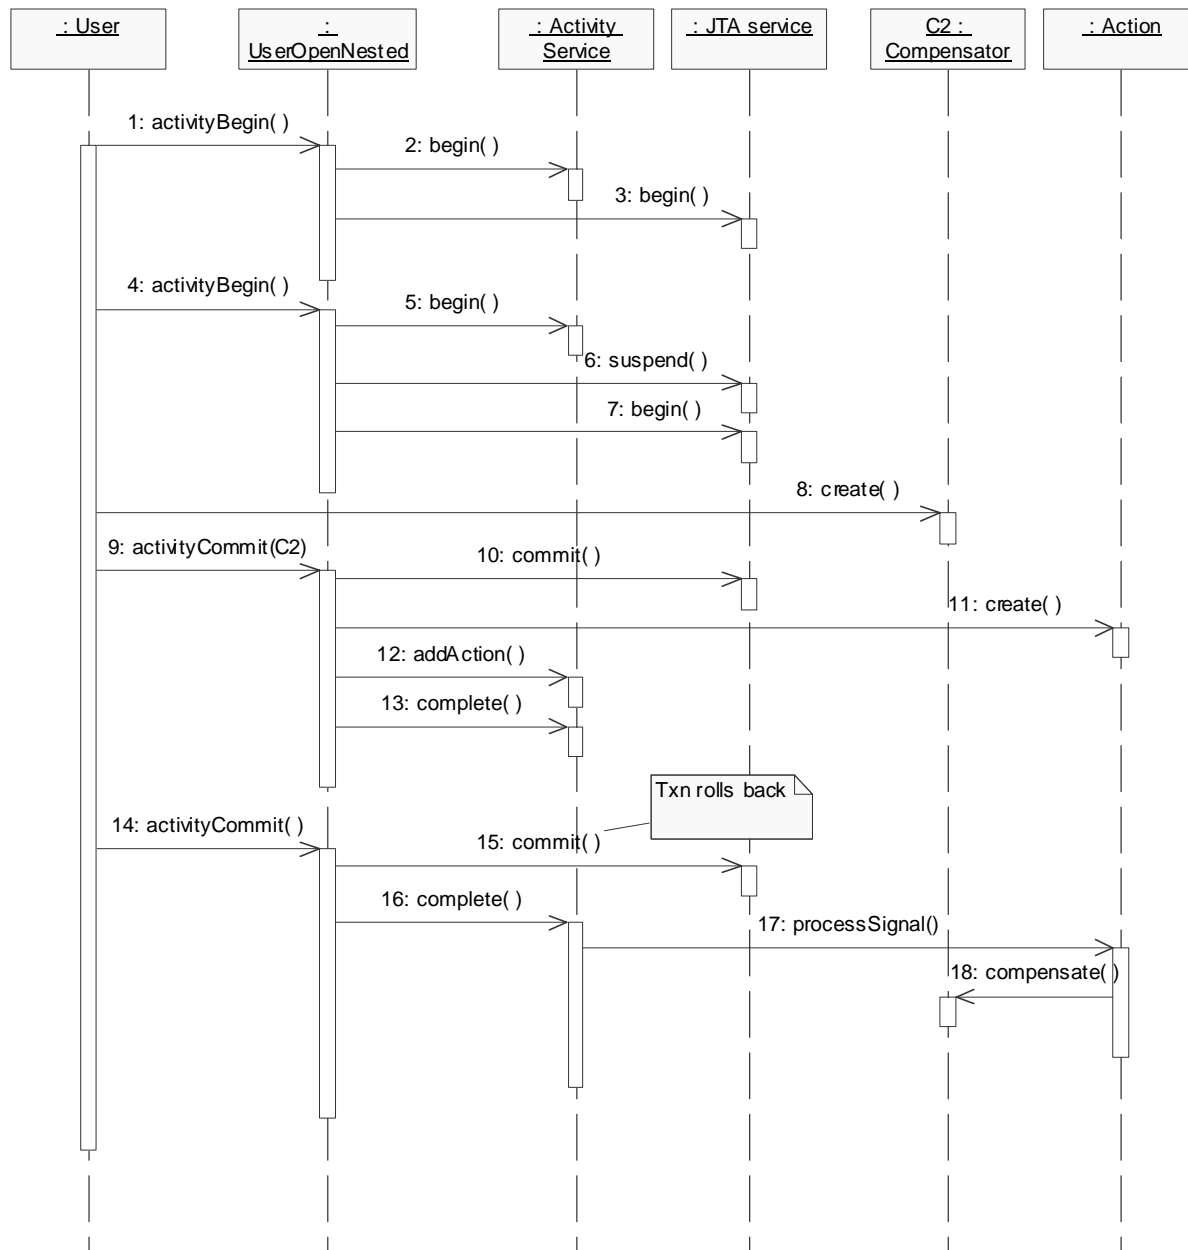 : User
:
UserOpenNested
: Activity
Service
: JTA service
C2 :
Compensator
: Action
1: activityBegin( )
2: begin( )
3: begin( )
4: activityBegin( )
5: begin( )
6: suspend( )
7: begin( )
8: create( )
9: activityCommit(C2)
10: commit( )
11: create( )
12: addAction( )
13: complete( )
Txn rolls back
14: activityCommit( )
15: commit( )
16: complete( )
17: processSignal()
18: compensate( )